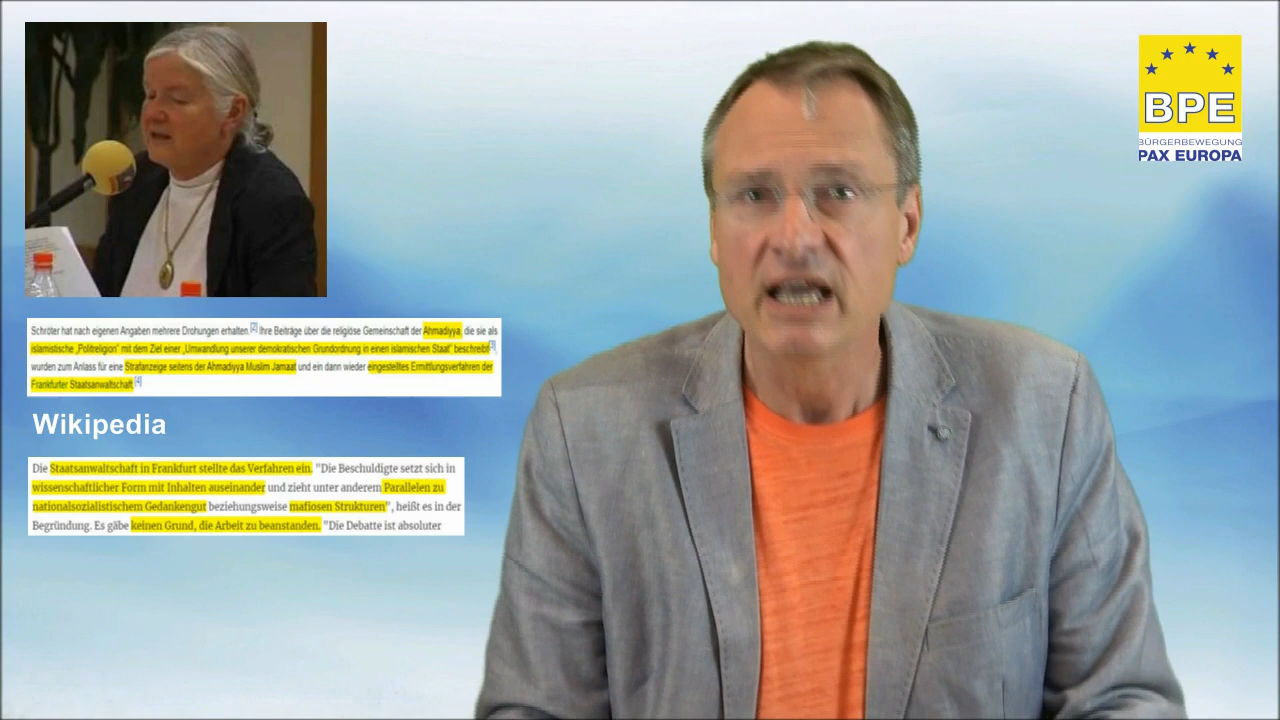 Schröter hat nach eigenen Angaben mehrere Drohungen erhalten.[2] Ihre Beiträge über die religiöse Gemeinschaft der Ahmadiyya, die sie als
islamistische „Politreligion“ mit dem Ziel einer „Umwandlung unserer demokratischen Grundordnung in einen islamischen Staat“ beschreibt[3],
wurden zum Anlass für eine Strafanzeige seitens der Ahmadiyya Muslim Jamaat und ein dann wieder eingestelltes Ermittlungsverfahren der
Frankfurter Staatsanwaltschaft.[4]
Wikipedia
Die Staatsanwaltschaft in Frankfurt stellte das Verfahren ein. "Die Beschuldigte setzt sich in
wissenschaftlicher Form mit Inhalten auseinander und zieht unter anderem Parallelen zu
nationalsozialistischem Gedankengut beziehungsweise mafiosen Strukturen", heißt es in der
Begründung. Es gäbe keinen Grund, die Arbeit zu beanstanden. "Die Debatte ist absoluter
BPE
BÜRGERBEWEGUNG
PAX EUROPA